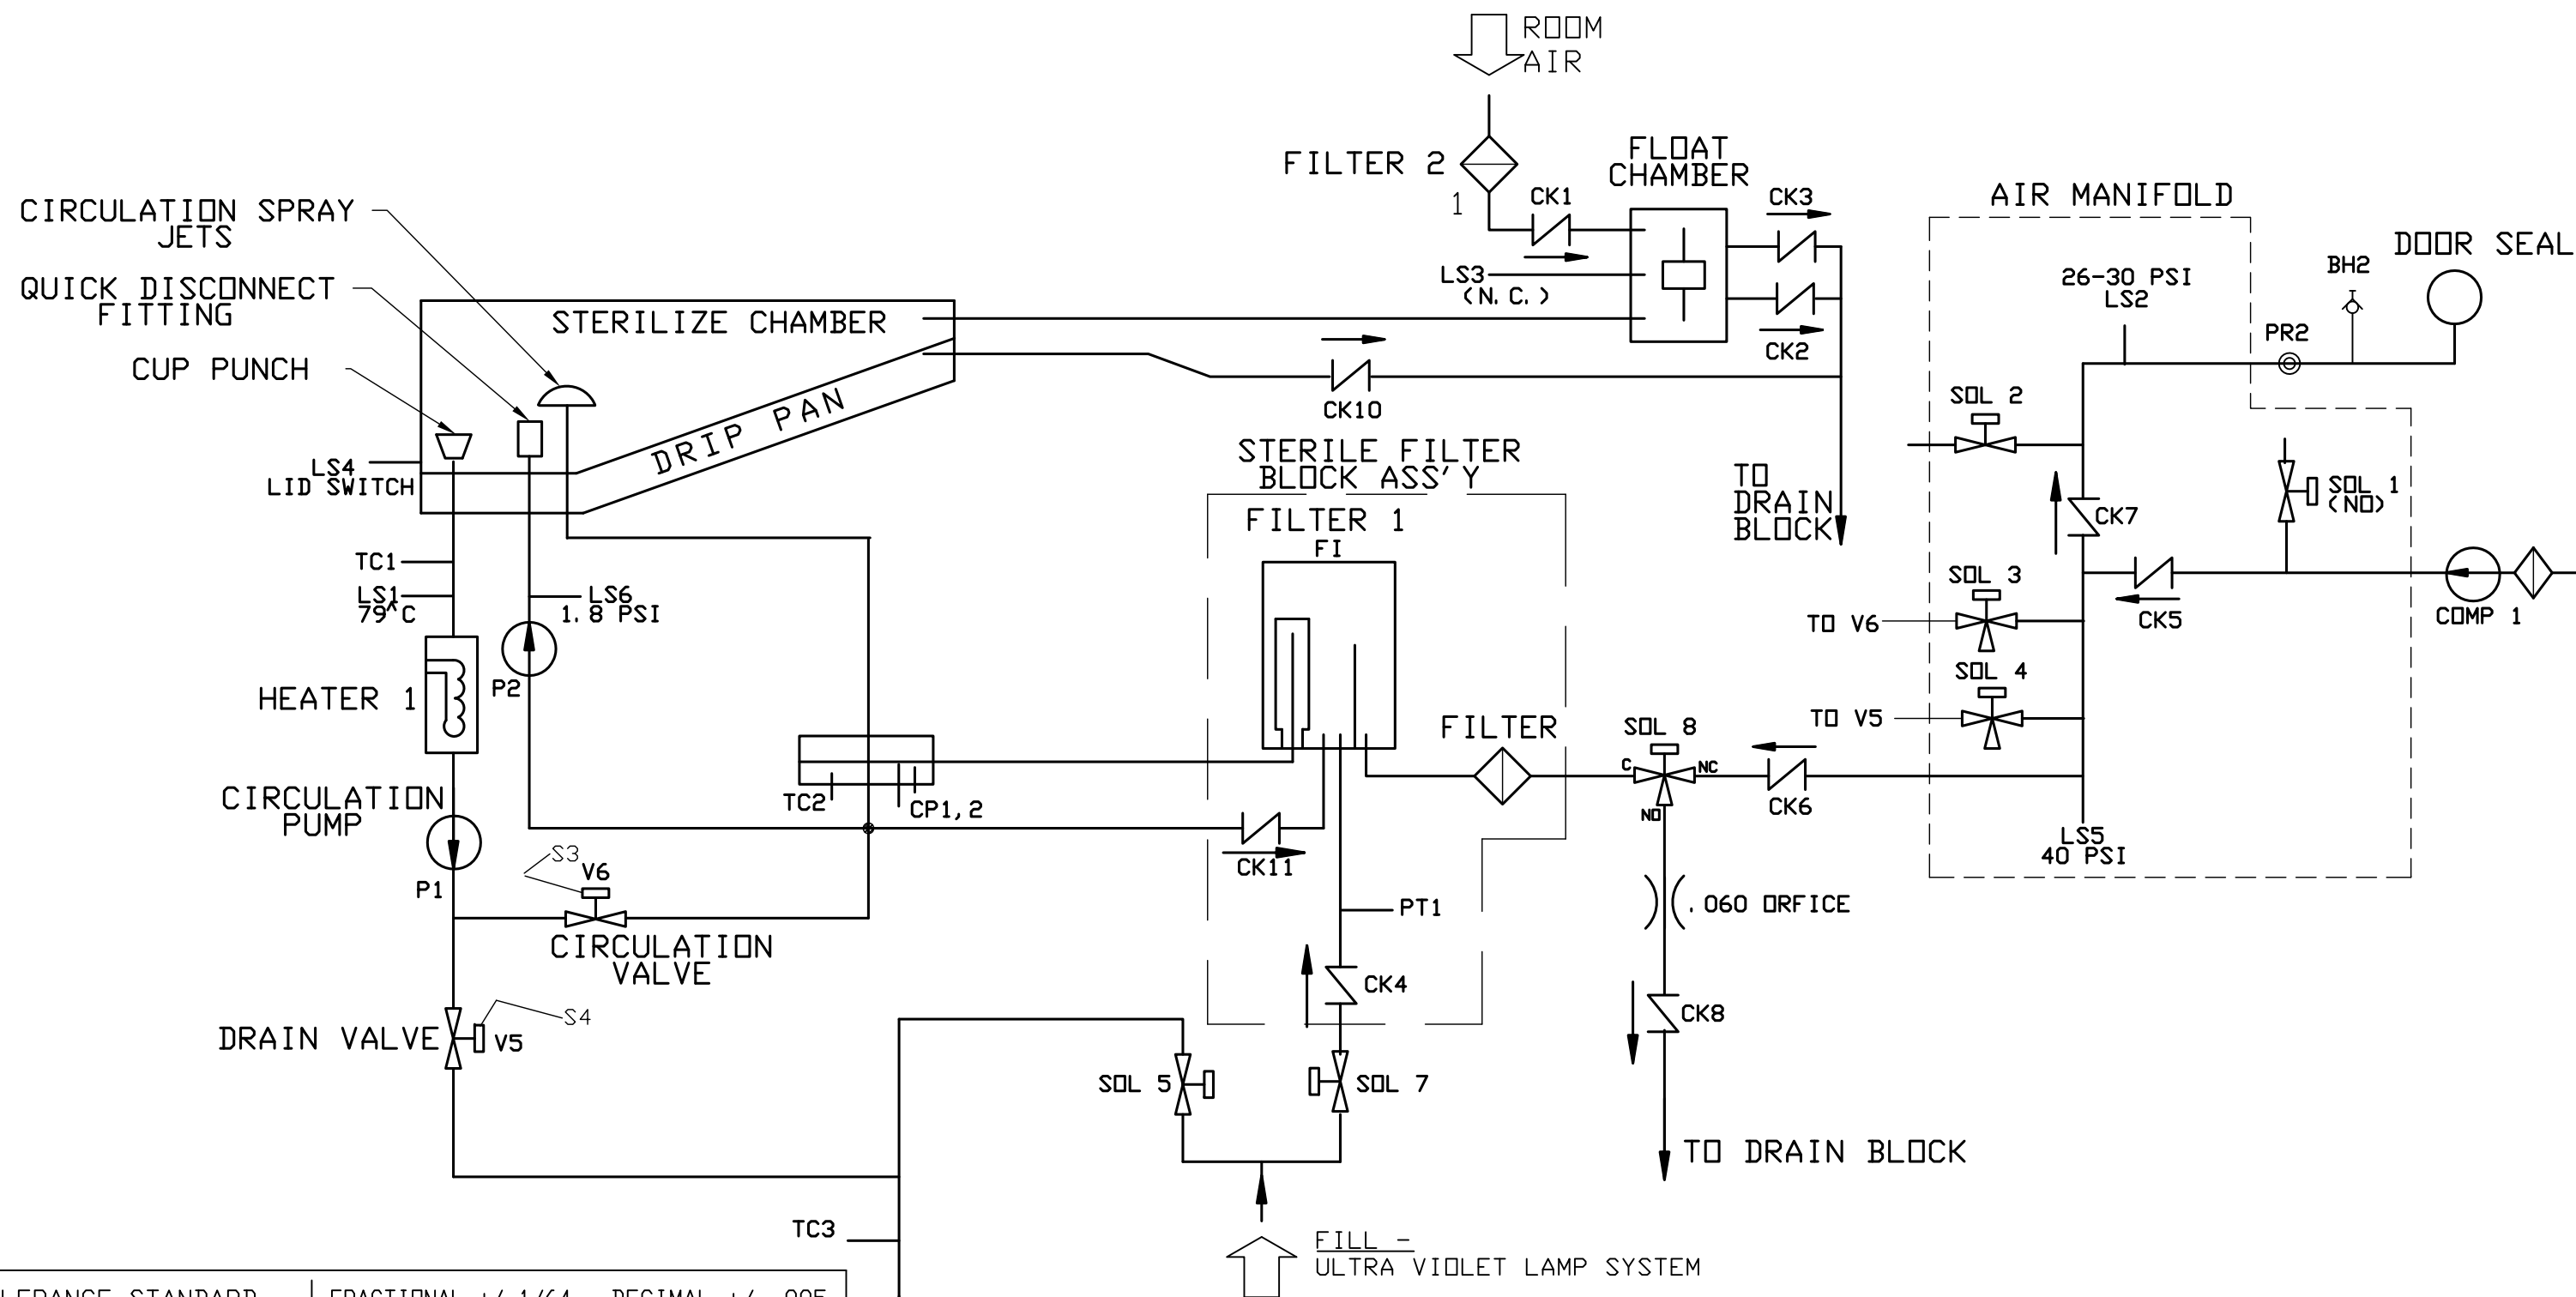 ROOM
AIR
FILTER 2
1
CK1
FLOAT
CHAMBER
CK3
LS3
(N.C.)
CK2
CK10
AIR MANIFOLD
DOOR SEAL
BH2
26-30 PSI
LS2
PR2
SOL 2
SOL 1
(NO)
CK7
SOL 3
TO V6
CK5
COMP 1
SOL 4
TO V5
LS5
40 PSI
CIRCULATION SPRAY
JETS
QUICK DISCONNECT
FITTING
CUP PUNCH
STERILIZE CHAMBER
DRIP PAN
LS4
LID SWITCH
TC1
LS1
79^C
LS6
1.8 PSI
HEATER 1
P2
CIRCULATION
PUMP
P1
TC2
CP1,2
S3
V6
CIRCULATION
VALVE
S4
DRAIN VALVE
V5
STERILE FILTER
BLOCK ASS'Y
FILTER 1
FI
TO
DRAIN
BLOCK
FILTER
SOL 8
C
NC
NO
CK6
CK11
PT1
.060 ORFICE
CK4
CK8
SOL 5
SOL 7
TO DRAIN BLOCK
TC3
FILL -
ULTRA VIOLET LAMP SYSTEM